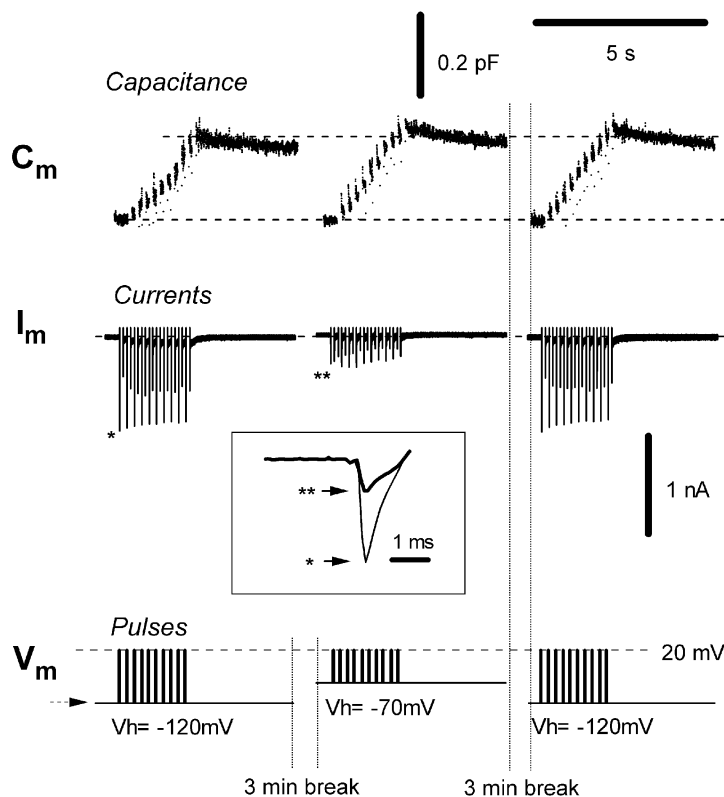 5 s
0.2 pF
Capacitance
Cm
Currents
Im
**
*
1 nA
**
1 ms
*
Pulses
Vm
20 mV
Vh= -120mV
Vh= -70mV
Vh= -120mV
3 min break
3 min break